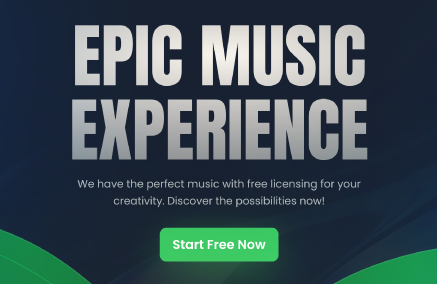 EPIC MUSIC
EXPERIENCE
We have the perfect music with free licensing for your
creativity. Discover the possibilities now!
Start Free Now